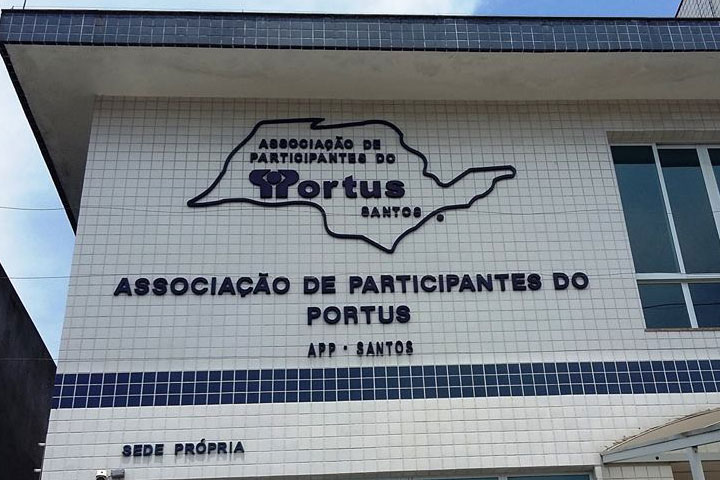 ASSOCIAÇÃO DE
PARTICIPANTES DO
Portus
SANTOS
ASSOCIAÇÃO DE PARTICIPANTES DO
PORTUS
APP - SANTOS
SEDE PRÓPRIA